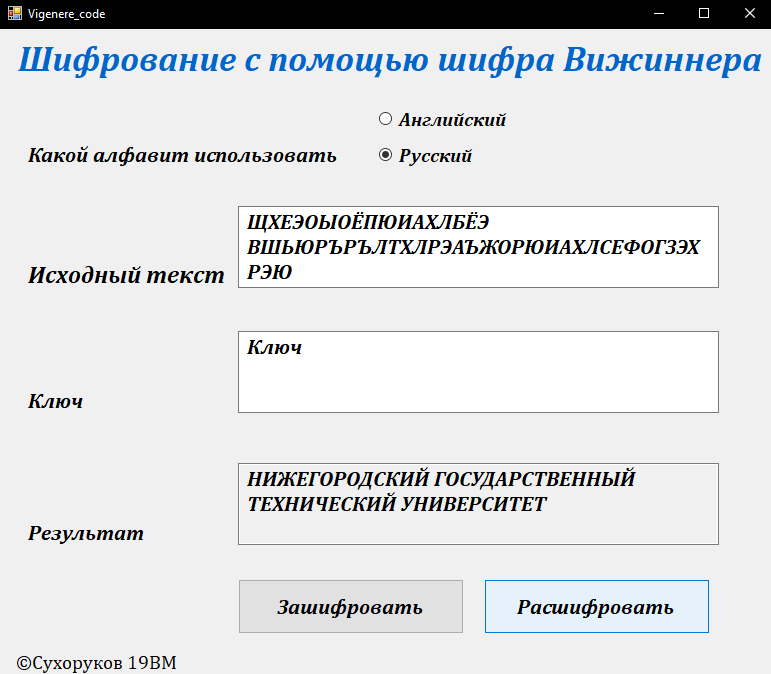 Vigenere_code
Шифрование с помощью шифра Вижиннера
Английский
Какой алфавит использовать
Русский
Исходный текст
ЩХЕЭОЫОЁПЮИАХЛБЁЭ
ВШЬЮРЪРЪЛТХЛРЭАЪЖОРЮИАХЛСЕФОГЗЭХ
РЭЮ
Ключ
Ключ
Результат
НИЖЕГОРОДСКИЙ ГОСУДАРСТВЕННЫЙ
ТЕХНИЧЕСКИЙ УНИВЕРСИТЕТ
Зашифровать
Расшифровать
©Сухоруков 19ВМ